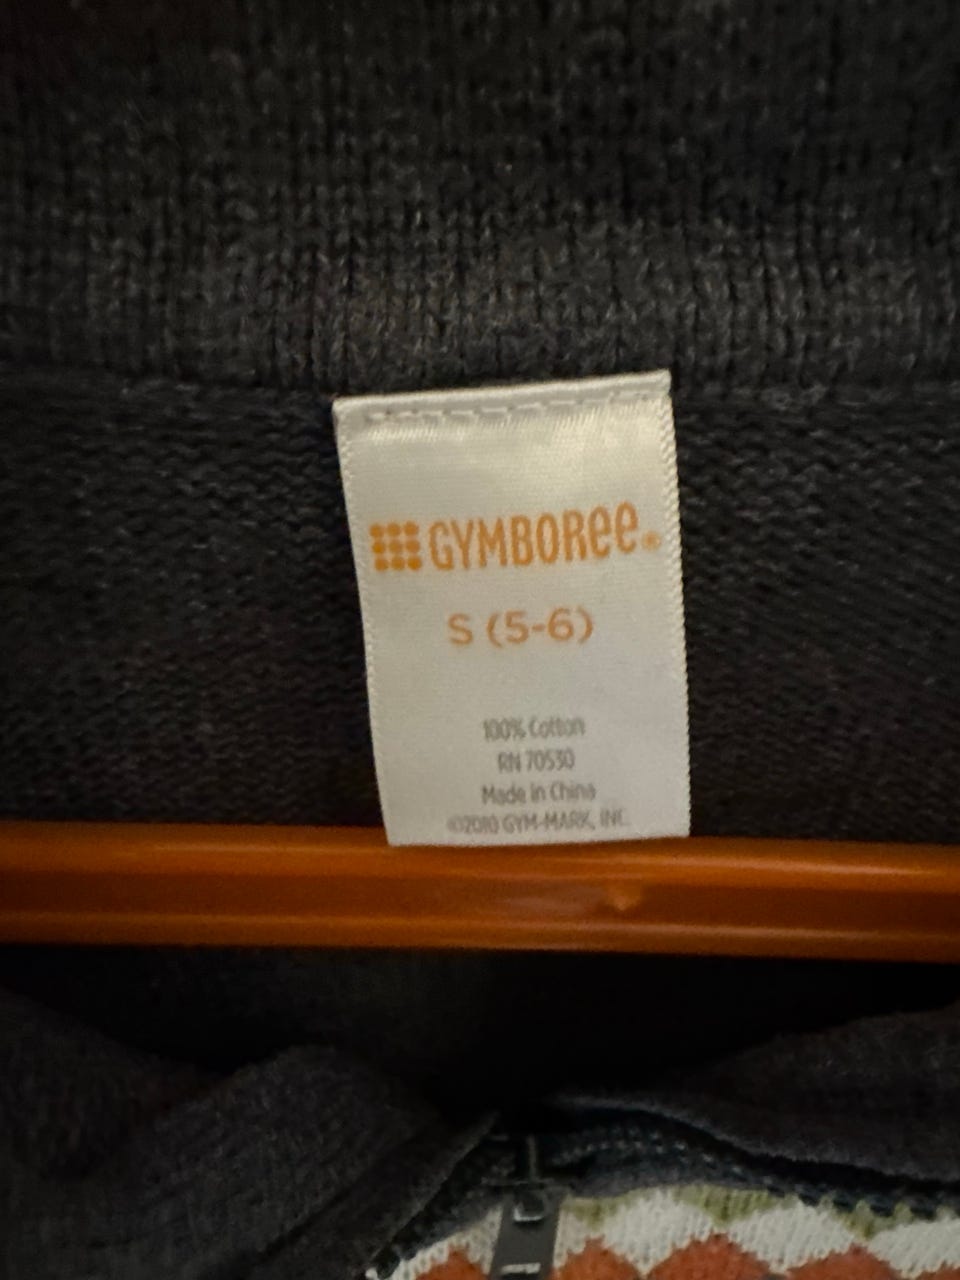 GYMBOREE®
S (5-6)
100% Cotton
RN 70530
Made in China
©2010 GYM-MARK, INC.